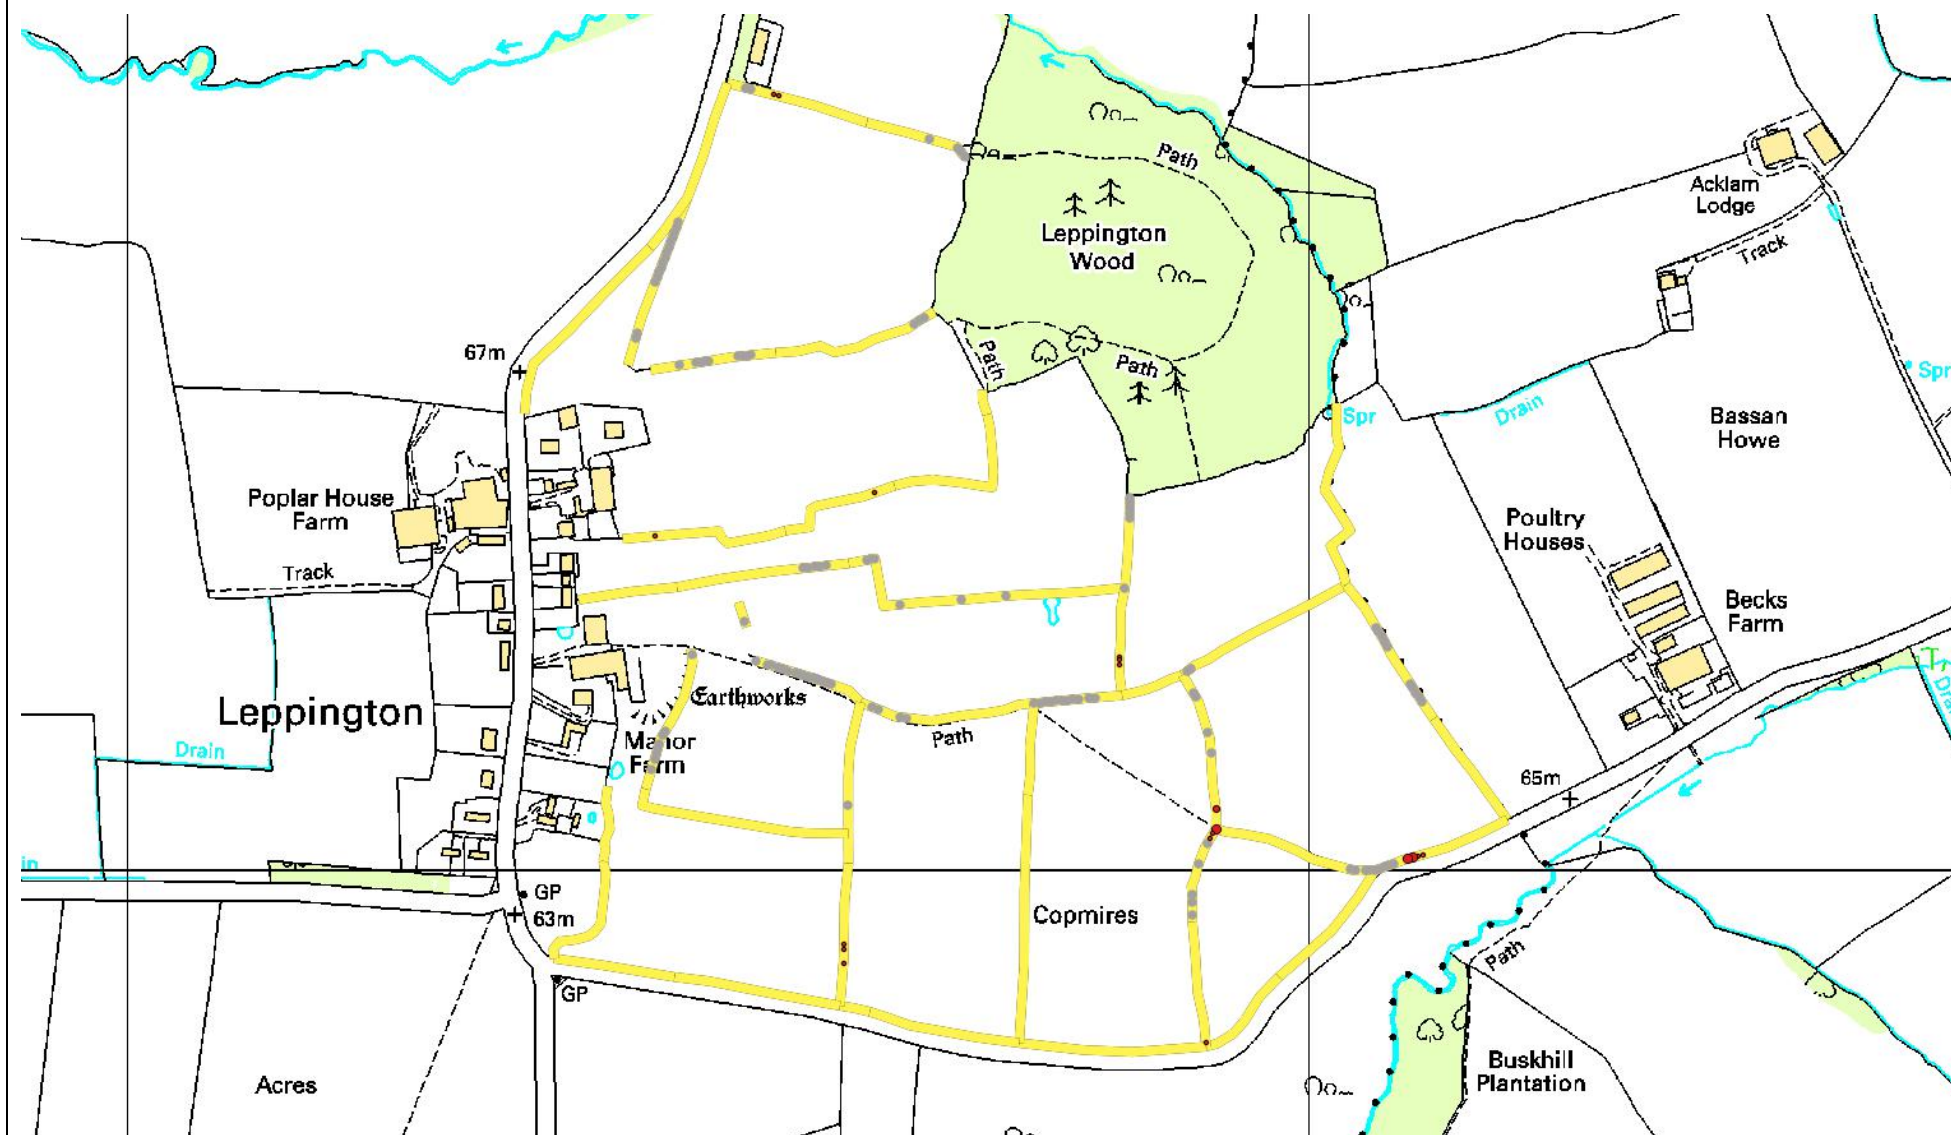 Path
Acklam
Lodge
Leppington
Wood
Track
67m
Path
Path
Spr
Spr
Drain
Bassan
Howe
Poplar House
Farm
Poultry
Houses
Track
Becks
Farm
Earthworks
Leppington
Path
Manor
Farm
Drain
65m
GP
63m
Copmires
Path
GP
Buskhill
Plantation
Acres